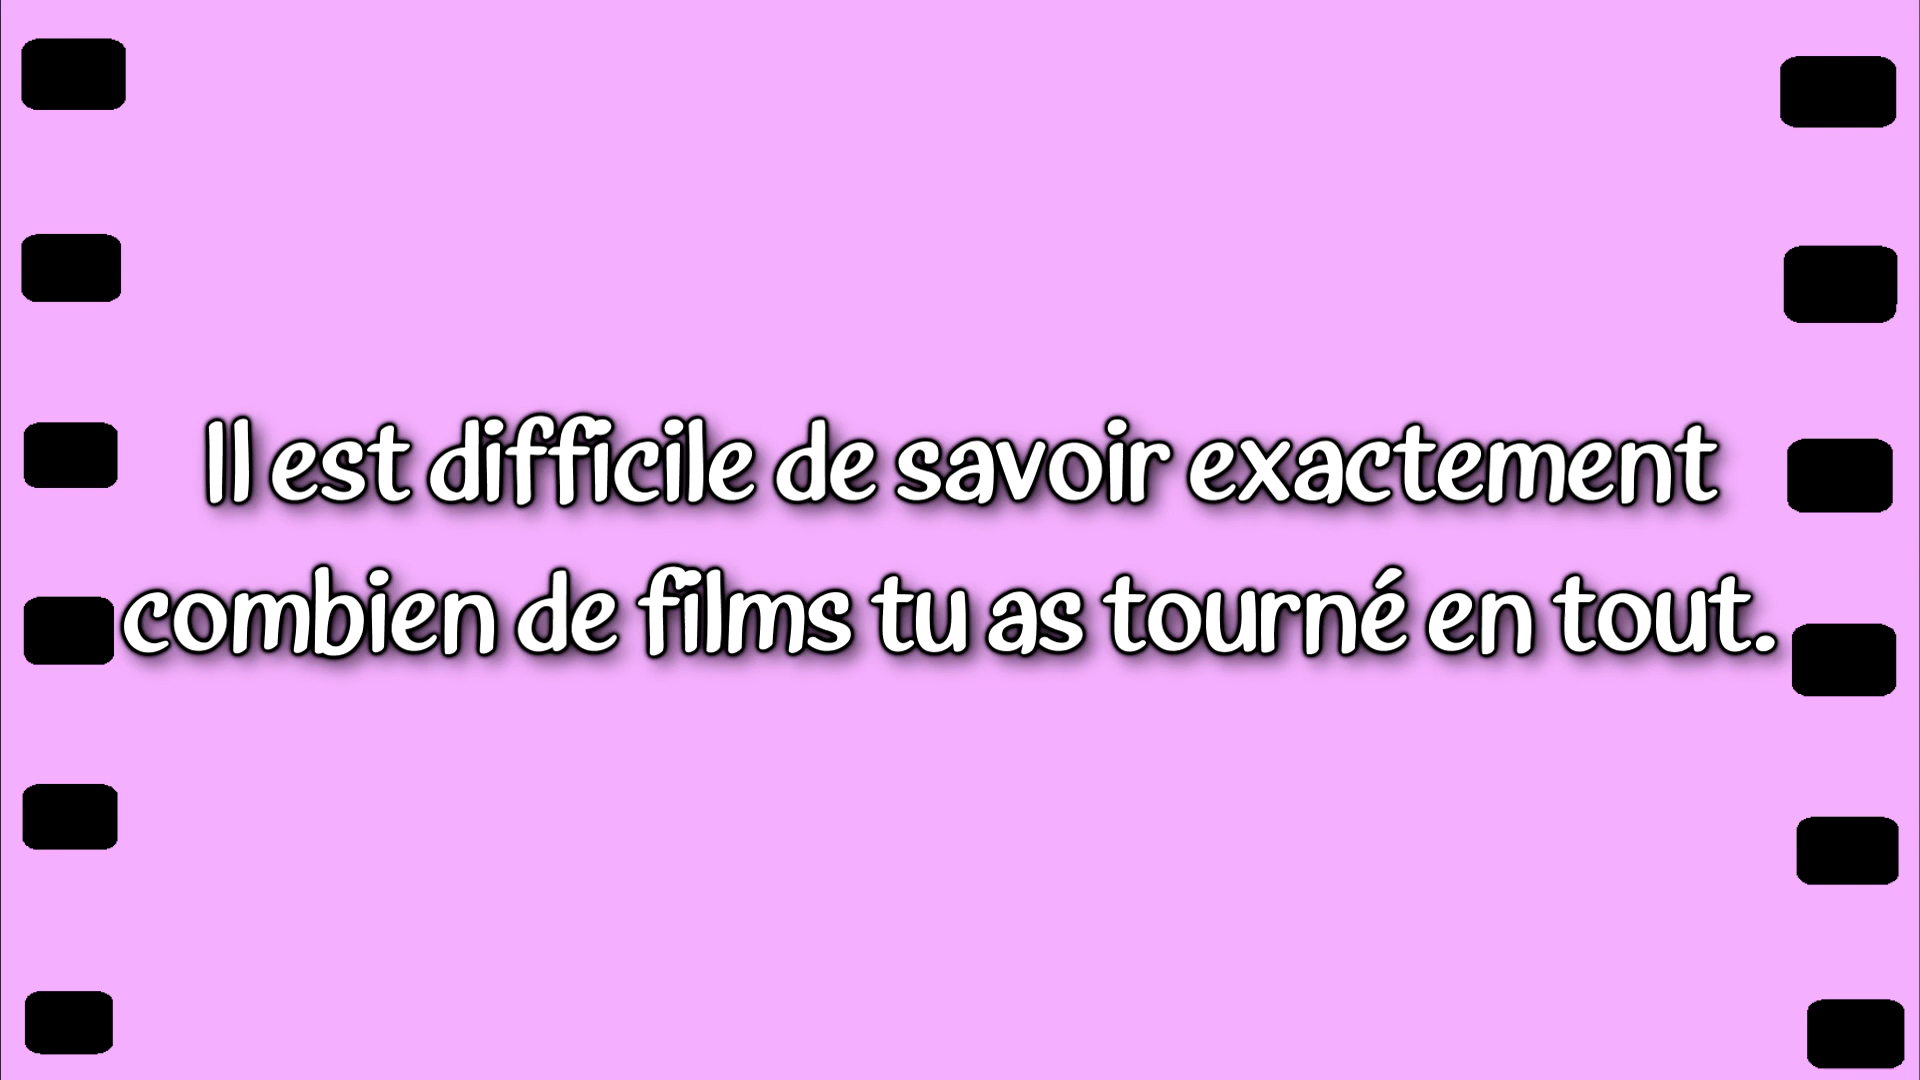 Il est difficile de savoir exactement
combien de films tu as tourné en tout.